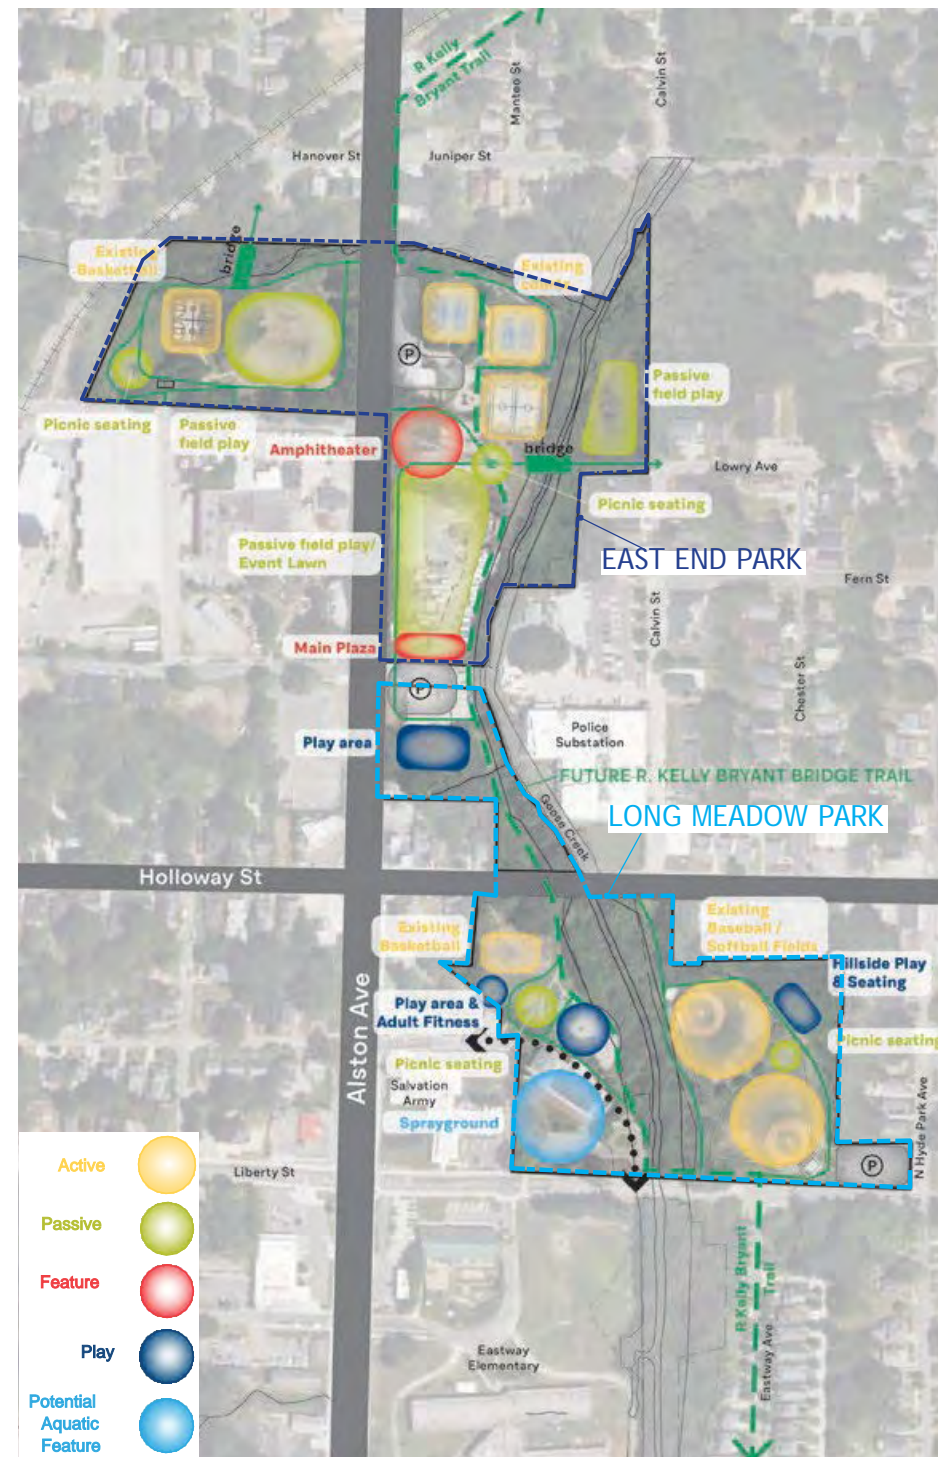 R Kelly
Bryant Trail
Manteo St
Calvin St
Hanover St
Juniper St
Existing
Basketball
bridge
Existing
P
Passive
field play
Picnic seating
Passive
field play
Amphitheater
bridge
Lowry Ave
Picnic seating
Passive field play/
Event Lawn
EAST END PARK
Fern St
Calvin St
Main Plaza
Chester St
P
Play area
Police
Substation
FUTURE R. KELLY BRYANT BRIDGE TRAIL
Goose Creek
LONG MEADOW PARK
Holloway St
Existing
Basketball
Existing
Baseball /
Softball Fields
Hillside Play
& Seating
Alston Ave
Play area &
Adult Fitness
Picnic seating
Picnic seating
Salvation
Army
Sprayground
N Hyde Park Ave
P
Liberty St
Active
Passive
Feature
Play
Potential
Aquatic
Feature
R Kelly Bryant
Trail
Eastway Ave
Eastway
Elementary